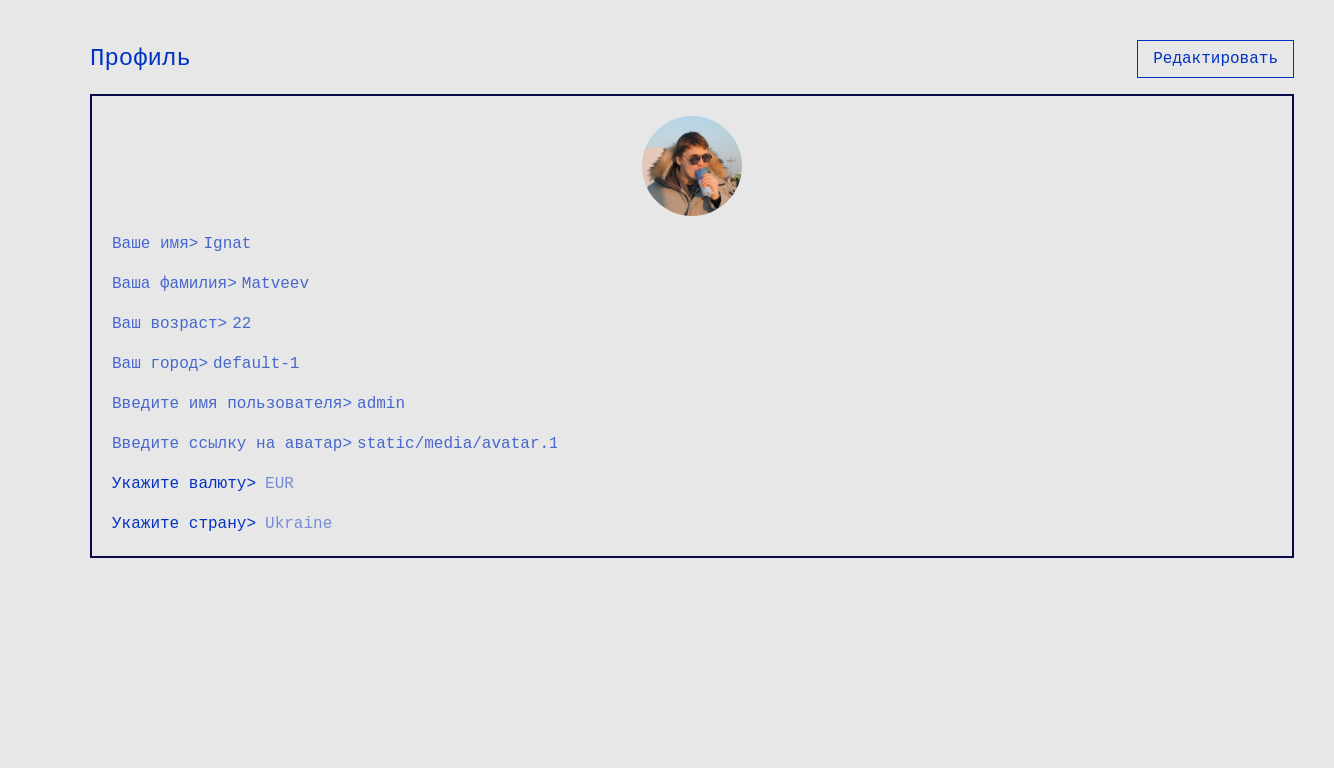 Профиль
Редактировать
Ваше имя> Ignat
Ваша фамилия> Matveev
Ваш возраст> 22
Ваш город> default-1
Введите имя пользователя> admin
Введите ссылку на аватар> static/media/avatar.1
Укажите валюту> EUR
Укажите страну> Ukraine